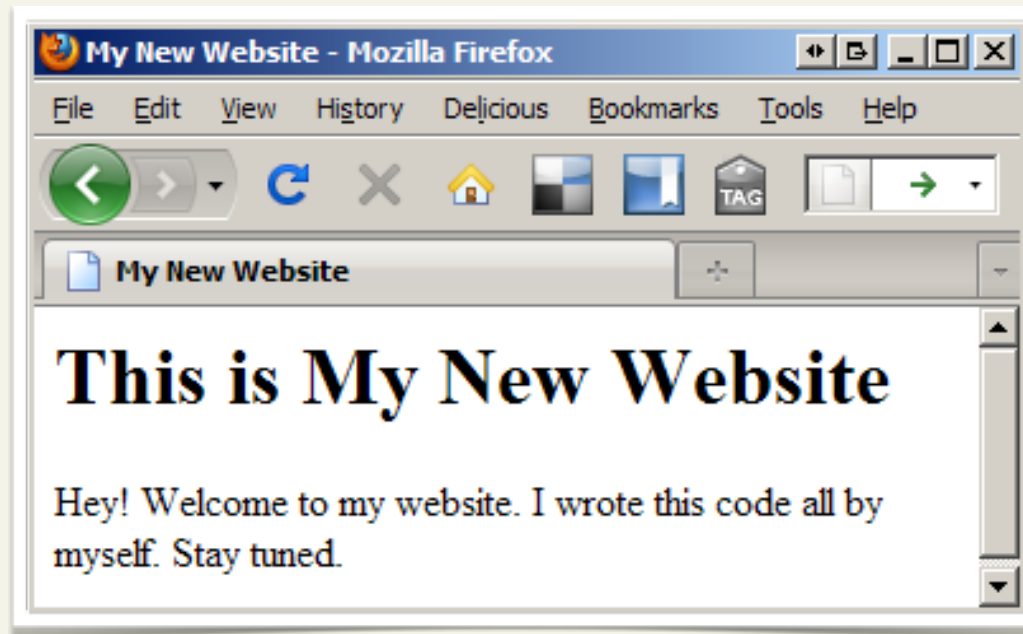 My New Website - Mozilla Firefox
File Edit View History Delicious Bookmarks Tools Help
TAG
My New Website
This is My New Website
Hey! Welcome to my website. I wrote this code all by
myself. Stay tuned.